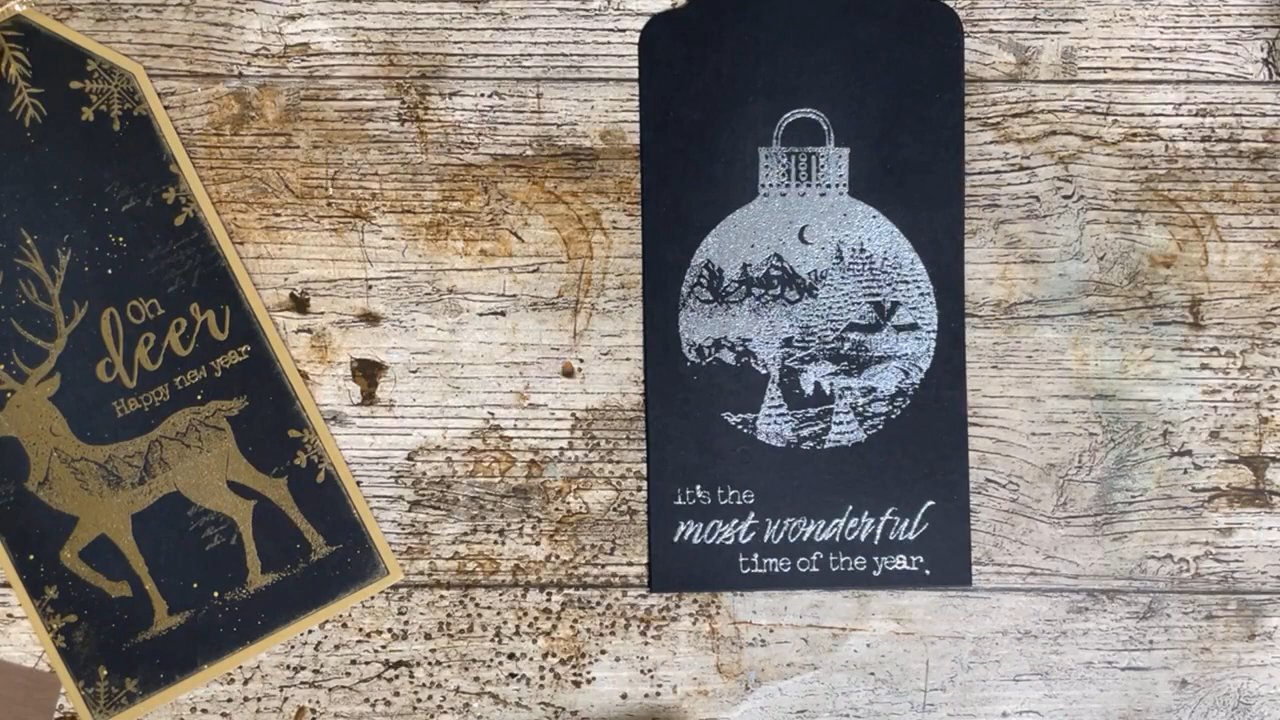 Oh
deer
Happy new year
it's the
most wonderful
time of the year.